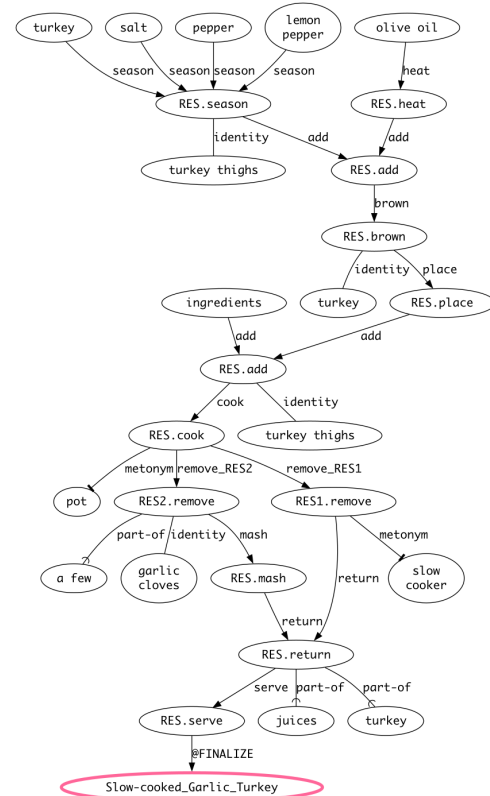 turkey
salt
pepper
lemon
pepper
olive oil
season
season
season
season
heat
RES.season
RES.heat
identity
add
add
turkey thighs
RES.add
brown
RES.brown
identity
place
ingredients
turkey
RES.place
add
add
RES.add
cook
identity
RES.cook
turkey thighs
metonym
remove_RES2
remove_RES1
pot
RES2.remove
RES1.remove
part-of
identity
mash
metonym
a few
garlic
cloves
RES.mash
return
slow
cooker
return
RES.return
serve
part-of
part-of
RES.serve
juices
turkey
@FINALIZE
Slow-cooked_Garlic_Turkey